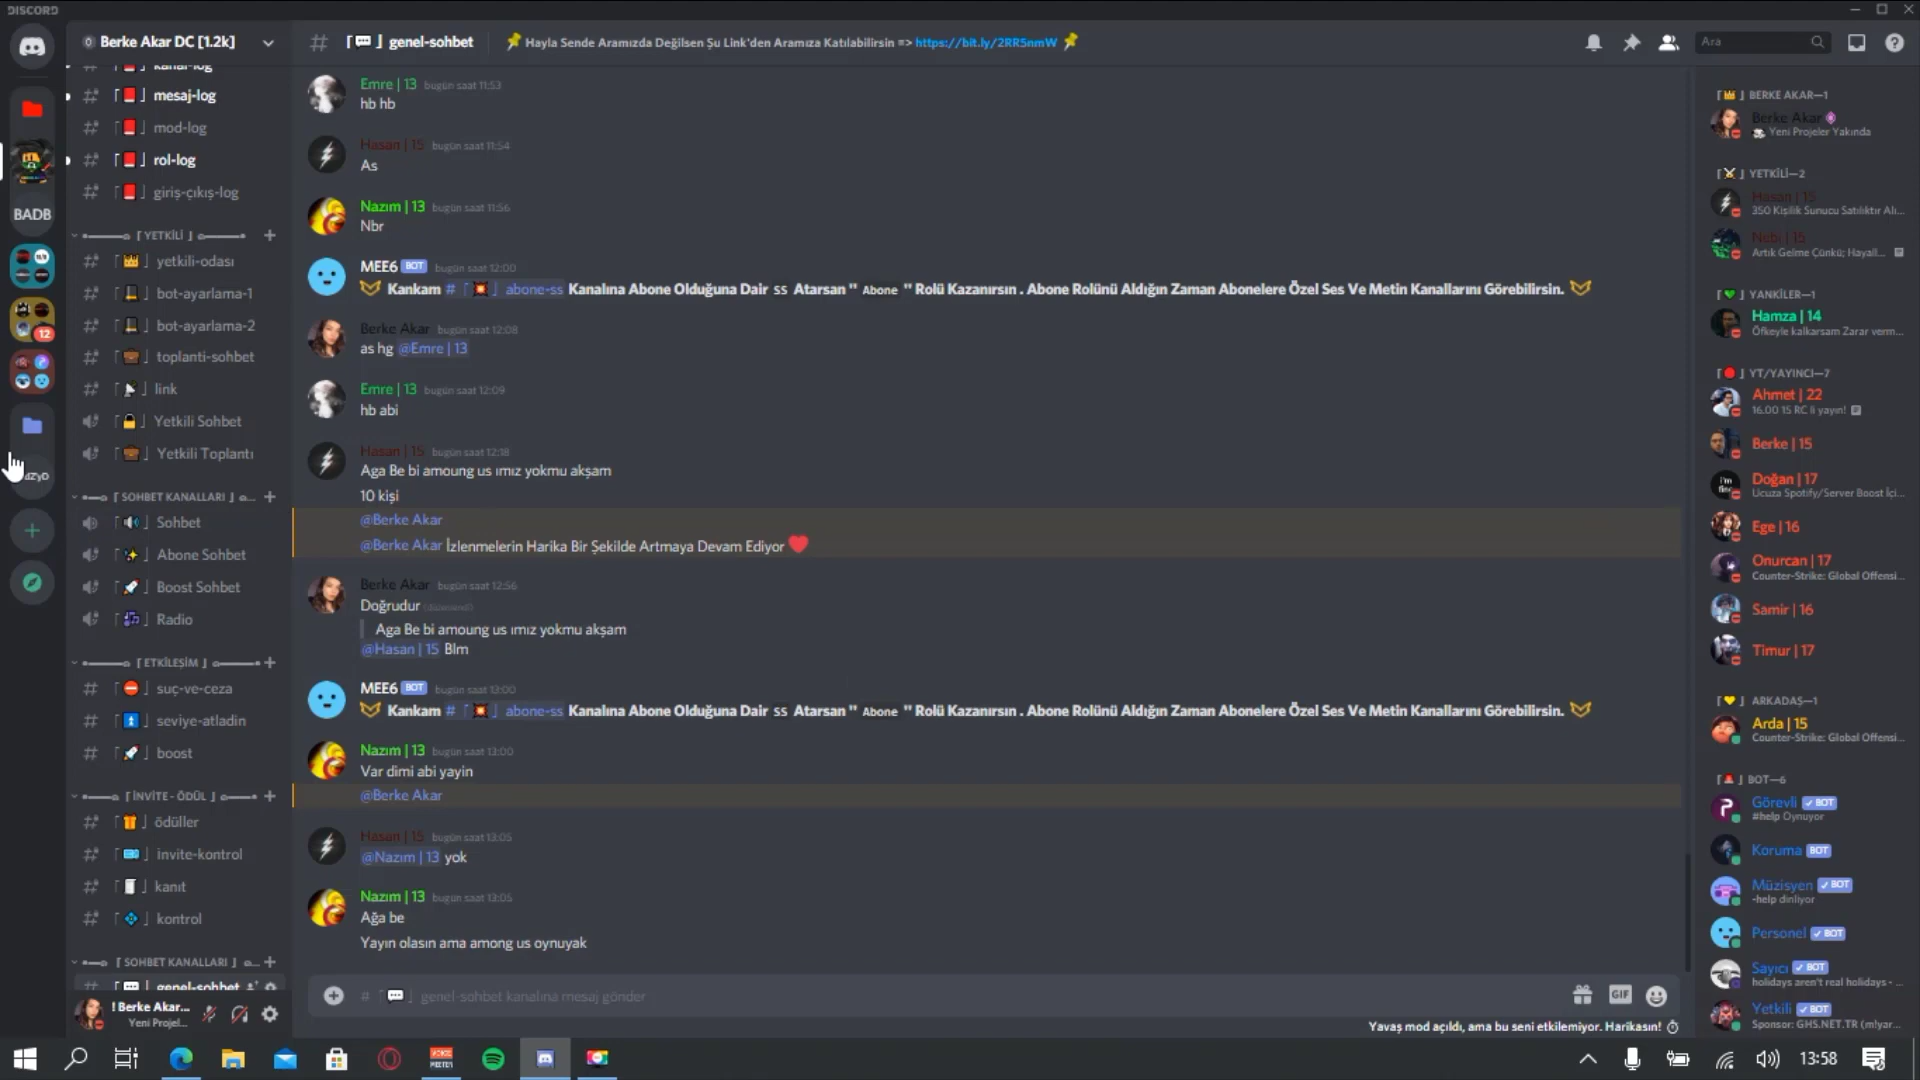 DISCORD
Berke Akar DC [1.2k]
kanal-log
mesaj-log
mod-log
rol-log
giriş-çıkış-log
BADB
YETKİLİ
yetkili-odası
bot-ayarlama-1
bot-ayarlama-2
toplanti-sohbet
link
Yetkili Sohbet
Yetkili Toplantı
12
SOHBET KANALLARI
Sohbet
Abone Sohbet
Boost Sohbet
Radio
ETKİLEŞİM
suç-ve-ceza
seviye-atladin
boost
İNVİTE - ÖDÜL
ödüller
invite-kontrol
kanıt
kontrol
SOHBET KANALLARI
genel-sohbet
! Berke Akar...
Yeni Projel...
genel-sohbet
Hayla Sende Aramızda Değilsen Şu Link'den Aramıza Katılabilirsin => https://bit.ly/2RR5nmW
Ara
Emre | 13 bugün saat 11:53
hb hb
Hasan | 15 bugün saat 11:54
As
Nazım | 13 bugün saat 11:56
Nbr
MEE6 BOT bugün saat 12:00
Kankam # abone-ss Kanalına Abone Olduğuna Dair ss Atarsan " Abone " Rolü Kazanırsın . Abone Rolünü Aldığın Zaman Abonelere Özel Ses Ve Metin Kanallarını Görebilirsin.
Berke Akar bugün saat 12:08
as hg @Emre | 13
Emre | 13 bugün saat 12:09
hb abi
Hasan | 15 bugün saat 12:18
Aga Be bi amoung us ımız yokmu akşam
10 kişi
@Berke Akar
@Berke Akar İzlenmelerin Harika Bir Şekilde Artmaya Devam Ediyor
Berke Akar bugün saat 12:56
Doğrudur
Aga Be bi amoung us ımız yokmu akşam
@Hasan | 15 Blm
MEE6 BOT bugün saat 13:00
Kankam # abone-ss Kanalına Abone Olduğuna Dair ss Atarsan " Abone " Rolü Kazanırsın . Abone Rolünü Aldığın Zaman Abonelere Özel Ses Ve Metin Kanallarını Görebilirsin.
Nazım | 13 bugün saat 13:00
Var dimi abi yayin
@Berke Akar
Hasan | 15 bugün saat 13:05
@Nazım | 13 yok
Nazım | 13 bugün saat 13:05
Ağa be
Yayın olasın ama among us oynuyak
genel-sohbet kanalına mesaj gönder
GIF
Yavaş mod açıldı, ama bu seni etkilemiyor. Harikasın!
BERKE AKAR—1
Berke Akar
Yeni Projeler Yakında
YETKİLİ—2
Hasan | 15
350 Kişilik Sunucu Satılıktır Alı...
Nebi | 15
Artık Gelme Çünkü; Hayall...
YANKİLER—1
Hamza | 14
Öfkeyle kalkarsam Zarar verm...
YT/YAYINCI—7
Ahmet | 22
16.00 15 RC li yayın!
Berke | 15
Doğan | 17
Ucuza Spotify/Server Boost İçi...
Ege | 16
Onurcan | 17
Counter-Strike: Global Offensi...
Samir | 16
Timur | 17
ARKADAŞ—1
Arda | 15
Counter-Strike: Global Offensi...
BOT—6
Görevli BOT
#help Oynuyor
Koruma BOT
Müzisyen BOT
-help dinliyor
Personel BOT
Sayıcı BOT
holidays aren't real holidays - ...
Yetkili BOT
Sponsor: GHS.NET.TR (m!yar...
13:58